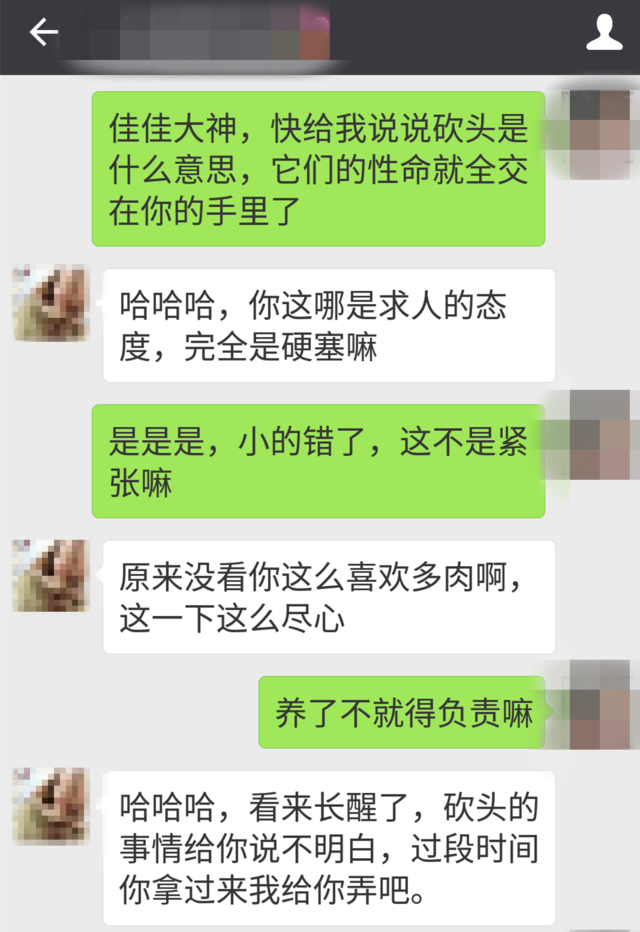 佳佳大神，快给我说说砍头是
什么意思，它们的性命就全交
在你的手里了
哈哈哈，你这哪是求人的态
度，完全是硬塞嘛
是是是，小的错了，这不是紧
张嘛
原来没看你这么喜欢多肉啊，
这一下这么尽心
养了不就得负责嘛
哈哈哈，看来长醒了，砍头的
事情给你说不明白，过段时间
你拿过来我给你弄吧。